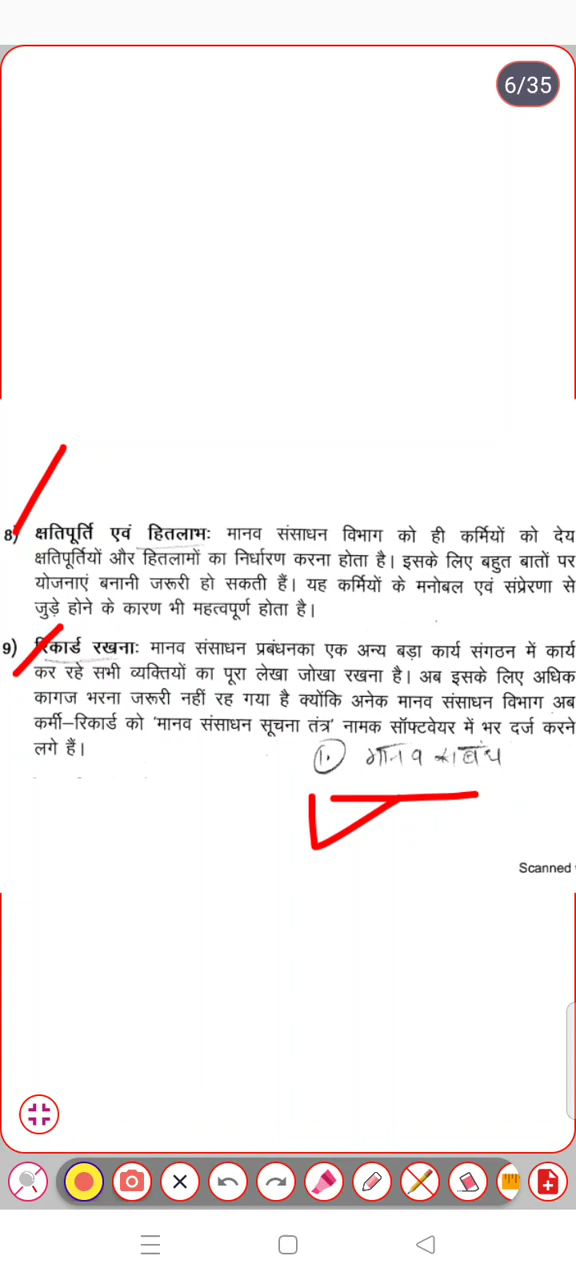 6/35
8) क्षतिपूर्ति एवं हितलाभः मानव संसाधन विभाग को ही कर्मियों को देय
क्षतिपूर्तियों और हितलामों का निर्धारण करना होता है। इसके लिए बहुत बातों पर
योजनाएं बनानी जरूरी हो सकती हैं। यह कर्मियों के मनोबल एवं संप्रेरणा से
जुड़े होने के कारण भी महत्वपूर्ण होता है।
9) रिकार्ड रखनाः मानव संसाधन प्रबंधनका एक अन्य बड़ा कार्य संगठन में कार्य
कर रहे सभी व्यक्तियों का पूरा लेखा जोखा रखना है। अब इसके लिए अधिक
कागज भरना जरूरी नहीं रह गया है क्योंकि अनेक मानव संसाधन विभाग अब
कर्मी–रिकार्ड को 'मानव संसाधन सूचना तंत्र' नामक सॉफ्टवेयर में भर दर्ज करने
लगे हैं।
1. मानव
Scanned